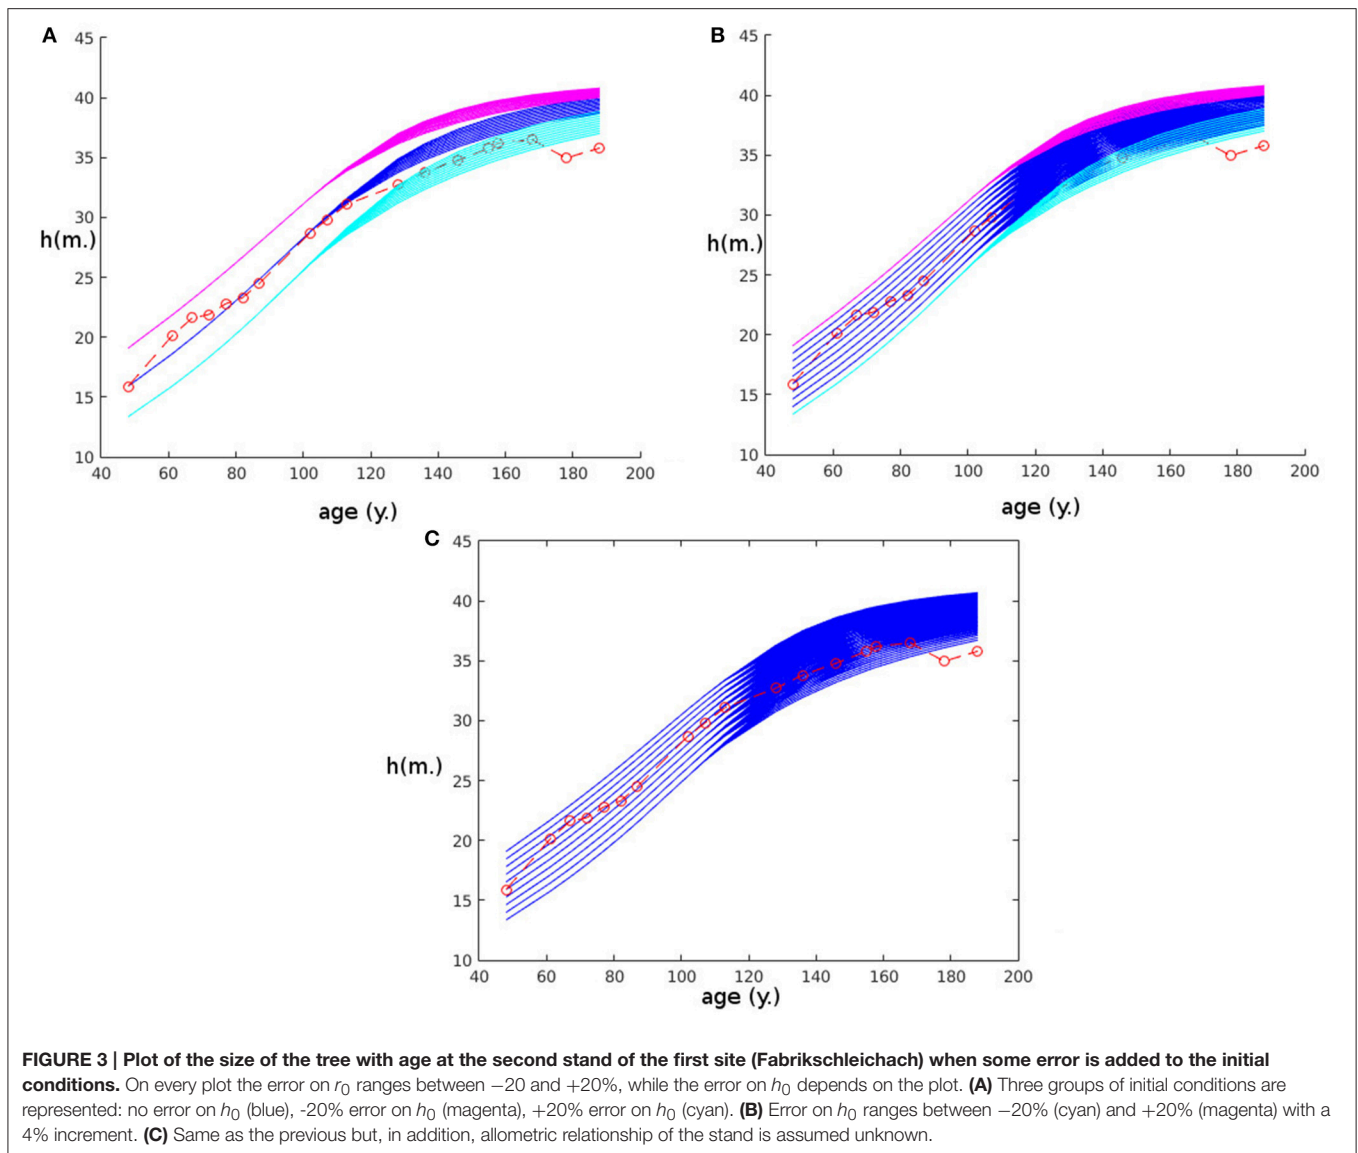 A
45
40
35
30
25
20
15
10
h(m.)
40 60 80 100 120 140 160 180 200
age (y.)
B
45
40
35
30
25
20
15
10
h(m.)
40 60 80 100 120 140 160 180 200
age (y.)
C
45
40
35
30
25
20
15
10
h(m.)
40 60 80 100 120 140 160 180 200
age (y.)
FIGURE 3 | Plot of the size of the tree with age at the second stand of the first site (Fabrikschleichach) when some error is added to the initial
conditions. On every plot the error on r0 ranges between −20 and +20%, while the error on h0 depends on the plot. (A) Three groups of initial conditions are
represented: no error on h0 (blue), -20% error on h0 (magenta), +20% error on h0 (cyan). (B) Error on h0 ranges between −20% (cyan) and +20% (magenta) with a
4% increment. (C) Same as the previous but, in addition, allometric relationship of the stand is assumed unknown.